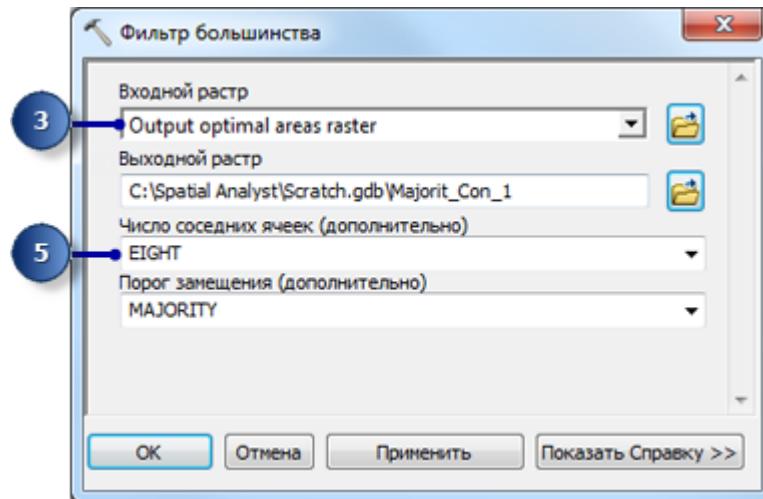 Фильтр большинства
Входной растр
3
Output optimal areas raster
Выходной растр
C:\Spatial Analyst\Scratch.gdb\Majorit_Con_1
Число соседних ячеек (дополнительно)
5
EIGHT
Порог замещения (дополнительно)
MAJORITY
OK Отмена Применить Показать Справку >>